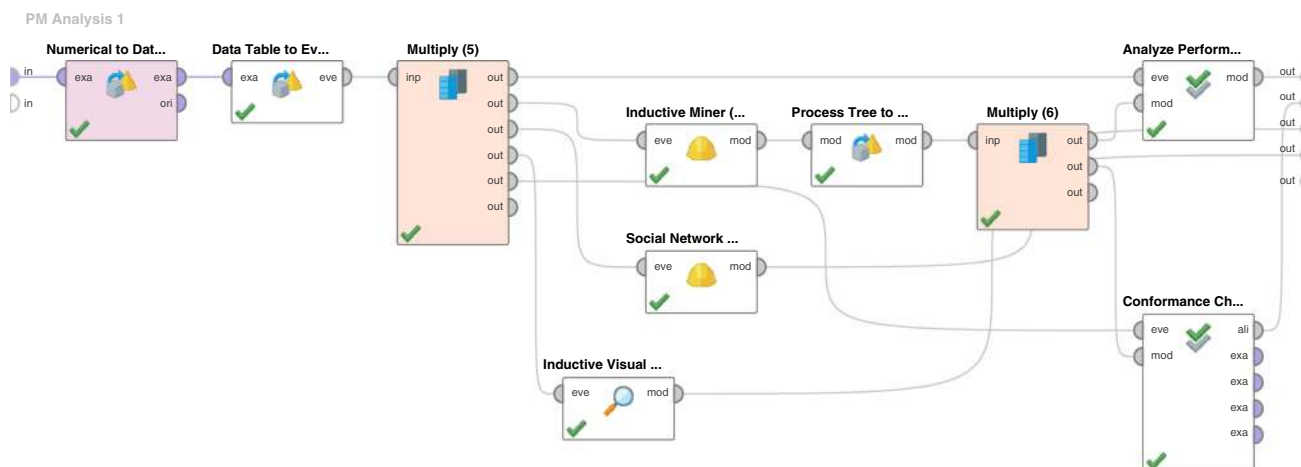 PM Analysis 1
Numerical to Dat...
Data Table to Ev...
Multiply (5)
Analyze Perform...
in
exa
exa
exa
eve
inp
out
eve
mod
out
in
ori
out
mod
out
Inductive Miner (...
Process Tree to ...
Multiply (6)
out
out
eve
mod
mod
mod
inp
out
out
out
out
out
out
out
out
Social Network ...
eve
mod
Conformance Ch...
eve
ali
mod
exa
Inductive Visual ...
exa
eve
mod
exa
exa